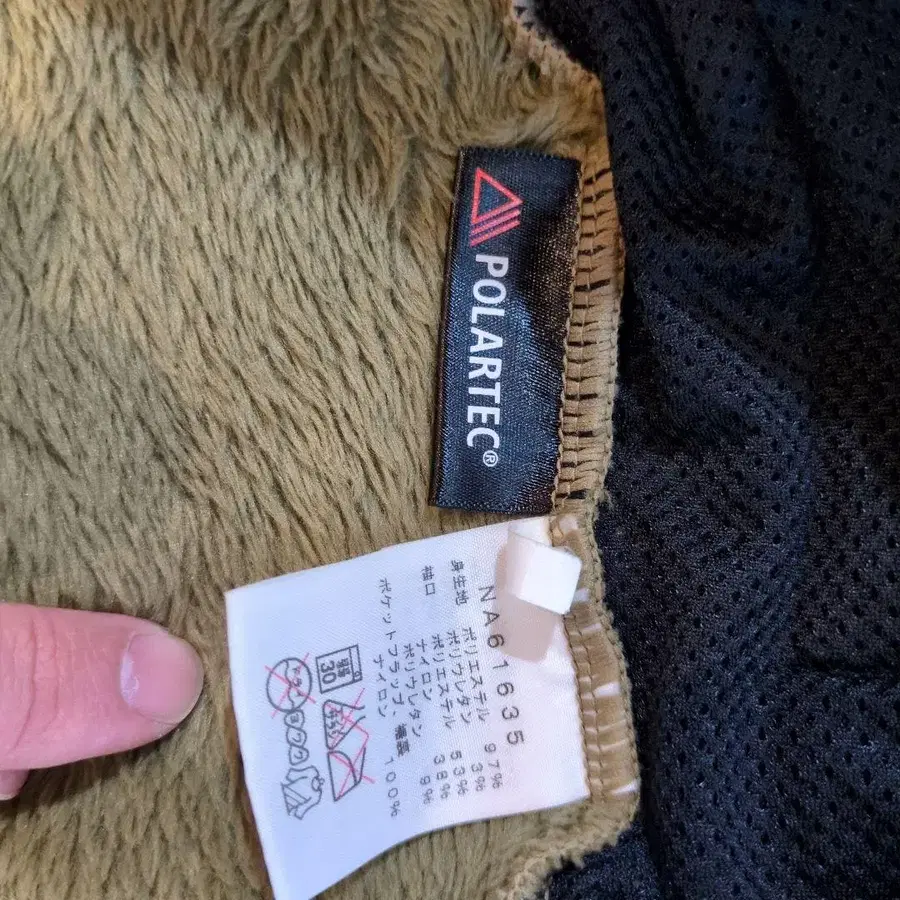 POLARTEC®
NA61635
身生地 ポリエステル 97%
ポリウレタン 3%
袖口 ポリエステル 53%
ナイロン 38%
ポリウレタン 9%
ポケットフラップ、
ナイロン 100%
30